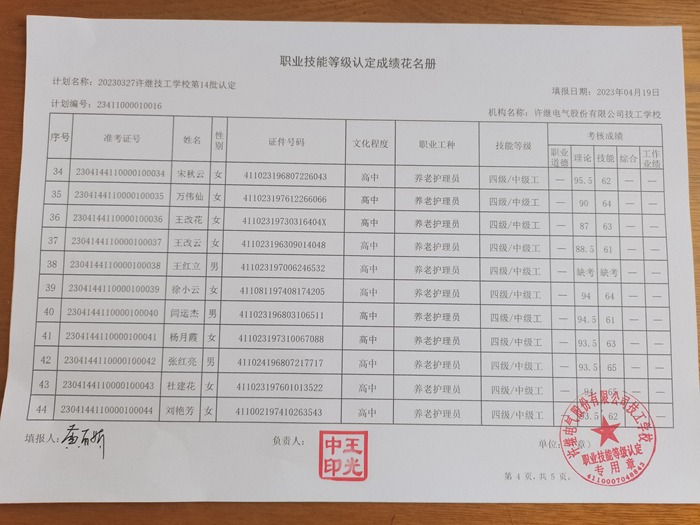 职业技能等级认定成绩花名册
计划名称：20230327许继技工学校第14批认定
填报日期：2023年04月19日
计划编号：23411000010016
机构名称：许继电气股份有限公司技工学校
序号 准考证号 姓名 性别 证件号码 文化程度 职业工种 技能等级 考核成绩
职业道德 理论 技能 综合 工作业绩
34 2304144110000100034 宋秋云 女 411023196807226043 高中 养老护理员 四级/中级工 — 95.5 62 — —
35 2304144110000100035 万伟仙 女 411023197612266066 高中 养老护理员 四级/中级工 — 90 64 — —
36 2304144110000100036 王改花 女 41102319730316404X 高中 养老护理员 四级/中级工 — 87 63 — —
37 2304144110000100037 王改云 女 411023196309014048 高中 养老护理员 四级/中级工 — 88.5 61 — —
38 2304144110000100038 王红立 男 411023197006246532 高中 养老护理员 四级/中级工 — 缺考 缺考 — —
39 2304144110000100039 徐小云 女 411081197408174205 高中 养老护理员 四级/中级工 — 94 64 — —
40 2304144110000100040 闫运杰 男 411023196803106511 高中 养老护理员 四级/中级工 — 94.5 61 — —
41 2304144110000100041 杨月霞 女 411023197310067088 高中 养老护理员 四级/中级工 — 93.5 63 — —
42 2304144110000100042 张红亮 男 411024196807217717 高中 养老护理员 四级/中级工 — 93.5 65 — —
43 2304144110000100043 杜建花 女 411023197601013522 高中 养老护理员 四级/中级工 — 94 — —
44 2304144110000100044 刘艳芳 女 411002197410263543 高中 养老护理员 四级/中级工 — 62 — —
填报人：
负责人：
王光中印
单位（章）
许继电气股份有限公司技工学校
职业技能等级认定
专用章
4110007048843
第 4 页，共 5 页。